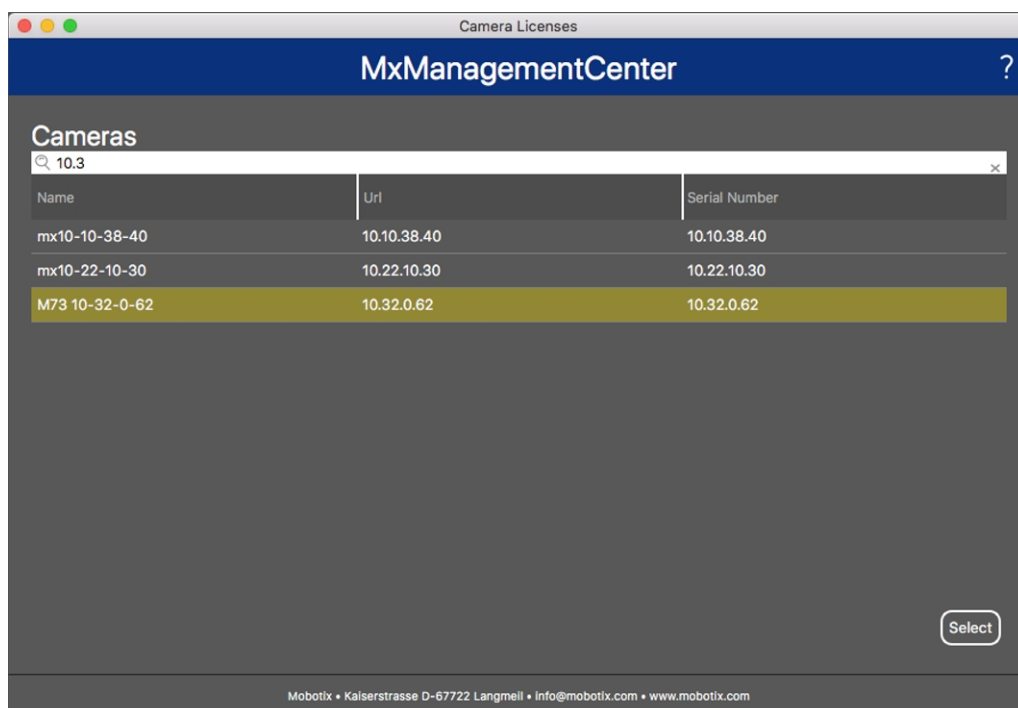 Camera Licenses
MxManagementCenter ?
Cameras
10.3 ×
Name Url Serial Number
mx10-10-38-40 10.10.38.40 10.10.38.40
mx10-22-10-30 10.22.10.30 10.22.10.30
M73 10-32-0-62 10.32.0.62 10.32.0.62
Select
Mobotix • Kaiserstrasse D-67722 Langmeil • info@mobotix.com • www.mobotix.com